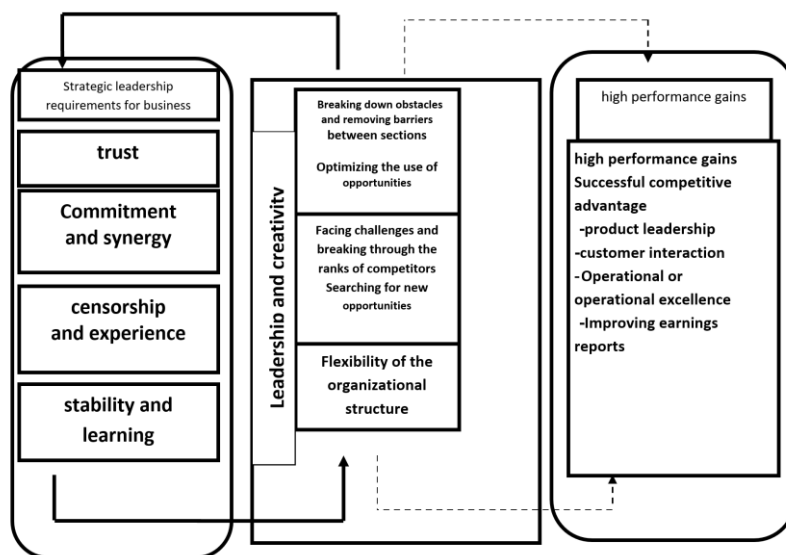 Strategic leadership
requirements for business
trust
Commitment
and synergy
censorship
and experience
stability and
learning
Leadership and creativity
Breaking down obstacles
and removing barriers
between sections
Optimizing the use of
opportunities
Facing challenges and
breaking through the
ranks of competitors
Searching for new
opportunities
Flexibility of the
organizational
structure
high performance gains
high performance gains
Successful competitive
advantage
-product leadership
-customer interaction
-Operational or
operational excellence
-Improving earnings
reports